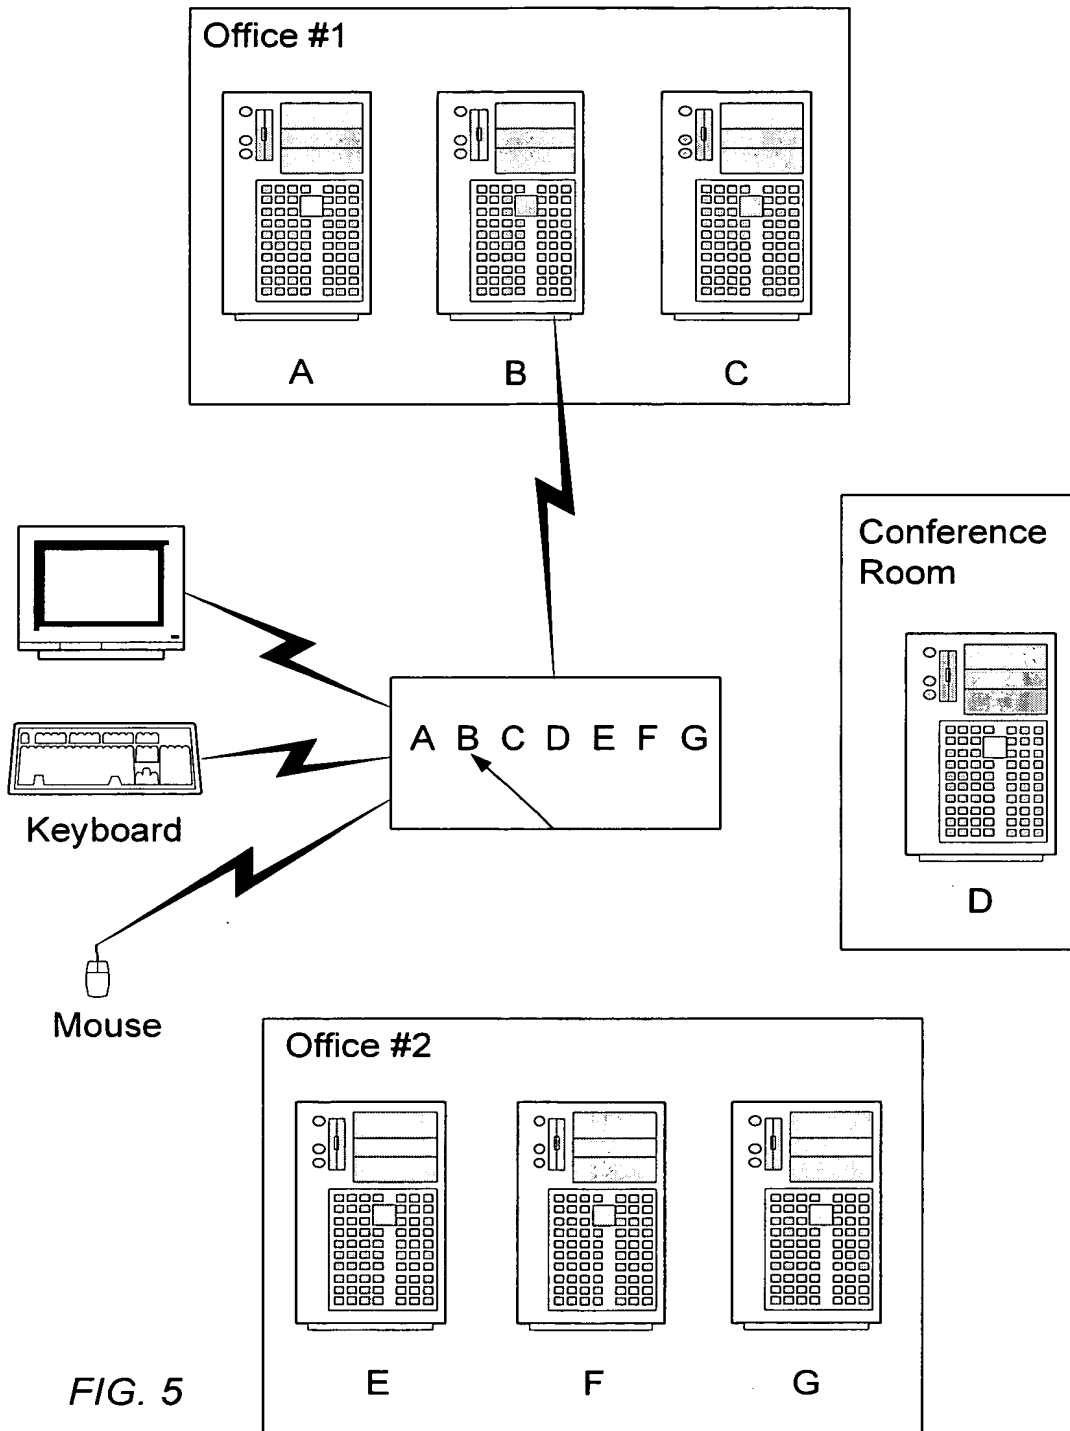 Office #1
A B C
Conference
Room
A B C D E F G
Keyboard
D
Mouse
Office #2
E F G
FIG. 5